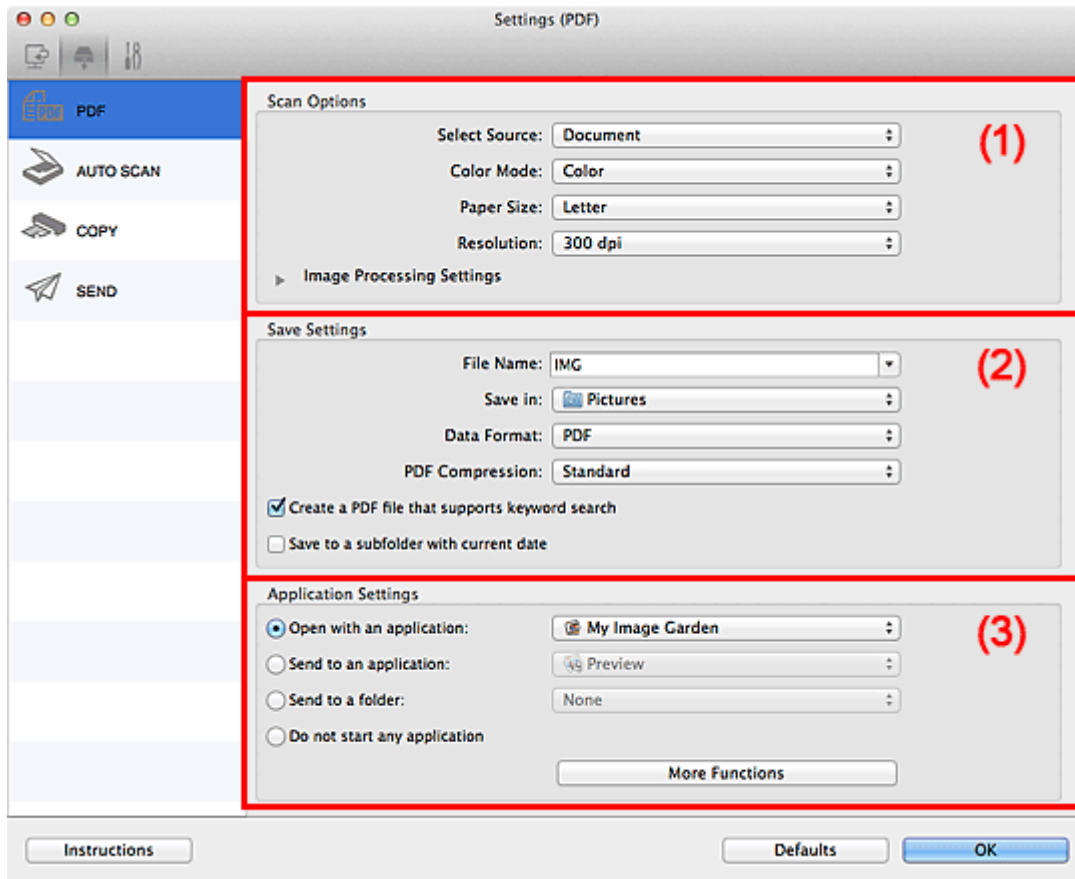 Settings (PDF)
PDF
AUTO SCAN
COPY
SEND
Scan Options
(1)
Select Source: Document
Color Mode: Color
Paper Size: Letter
Resolution: 300 dpi
Image Processing Settings
Save Settings
(2)
File Name: IMG
Save in: Pictures
Data Format: PDF
PDF Compression: Standard
Create a PDF file that supports keyword search
Save to a subfolder with current date
Application Settings
(3)
Open with an application: My Image Garden
Send to an application: Preview
Send to a folder: None
Do not start any application
More Functions
Instructions Defaults OK